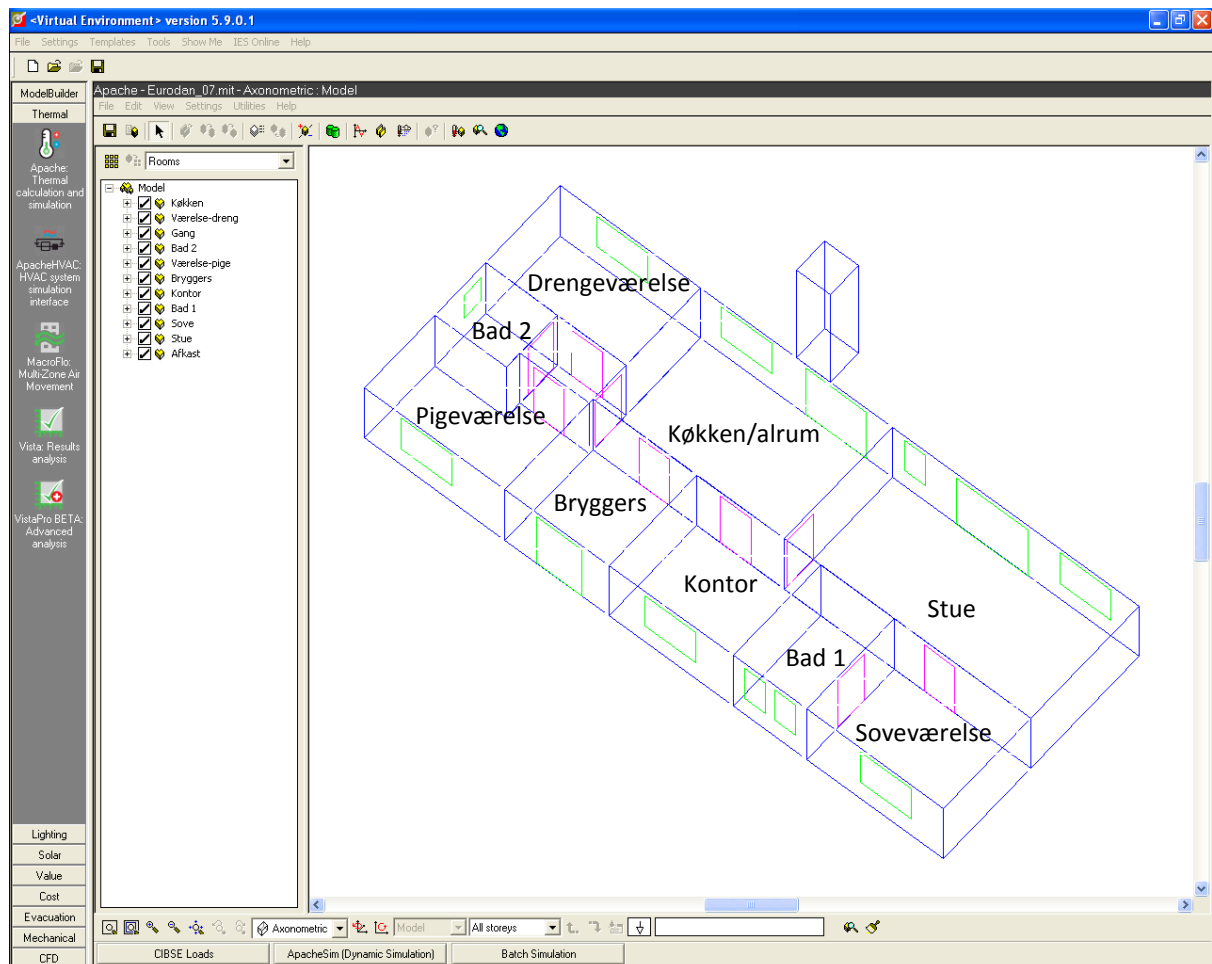 <Virtual Environment> version 5.9.0.1
File Settings Templates Tools Show Me IES Online Help
ModelBuilder
Thermal
Apache:
Thermal
calculation and
simulation
ApacheHVAC:
HVAC system
simulation
interface
MacroFlo:
Multi-Zone Air
Movement
Vista: Results
analysis
VistaPro BETA:
Advanced
analysis
Lighting
Solar
Value
Cost
Evacuation
Mechanical
CFD
Apache - Eurodan_07.mit - Axonometric : Model
File Edit View Settings Utilities Help
Rooms
Model
Køkken
Værelse-dreng
Gang
Bad 2
Værelse-pige
Bryggers
Kontor
Bad 1
Sove
Stue
Afkast
Drengeværelse
Bad 2
Pigeværelse
Køkken/alrum
Bryggers
Kontor
Stue
Bad 1
Soveværelse
Axonometric
Model
All storeys
CIBSE Loads
ApacheSim (Dynamic Simulation)
Batch Simulation